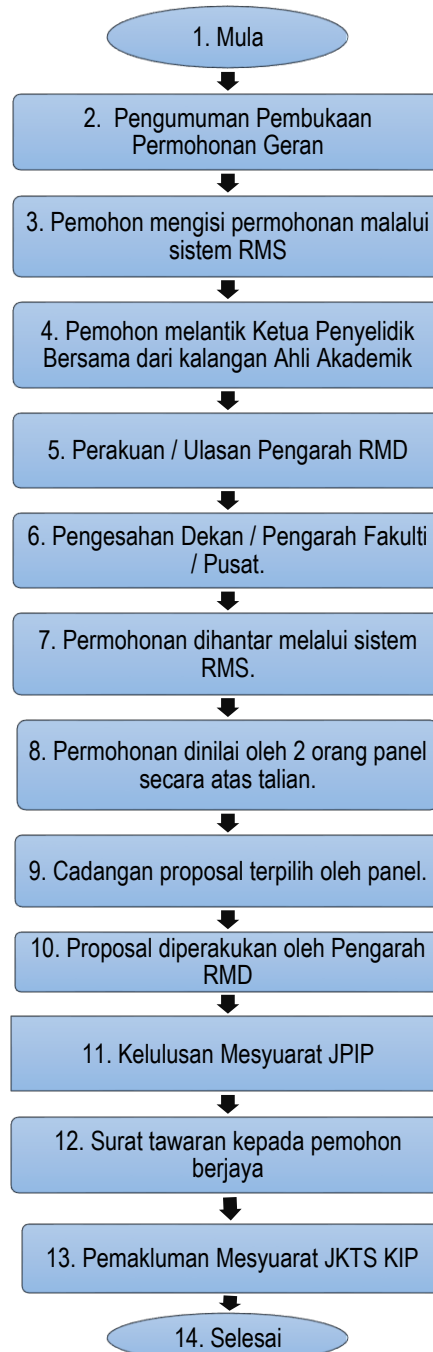 1. Mula
2. Pengumuman Pembukaan
Permohonan Geran
3. Pemohon mengisi permohonan malalui
sistem RMS
4. Pemohon melantik Ketua Penyelidik
Bersama dari kalangan Ahli Akademik
5. Perakuan / Ulasan Pengarah RMD
6. Pengesahan Dekan / Pengarah Fakulti
/ Pusat.
7. Permohonan dihantar melalui sistem
RMS.
8. Permohonan dinilai oleh 2 orang panel
secara atas talian.
9. Cadangan proposal terpilih oleh panel.
10. Proposal diperakukan oleh Pengarah
RMD
11. Kelulusan Mesyuarat JPIP
12. Surat tawaran kepada pemohon
berjaya
13. Pemakluman Mesyuarat JKTS KIP
14. Selesai